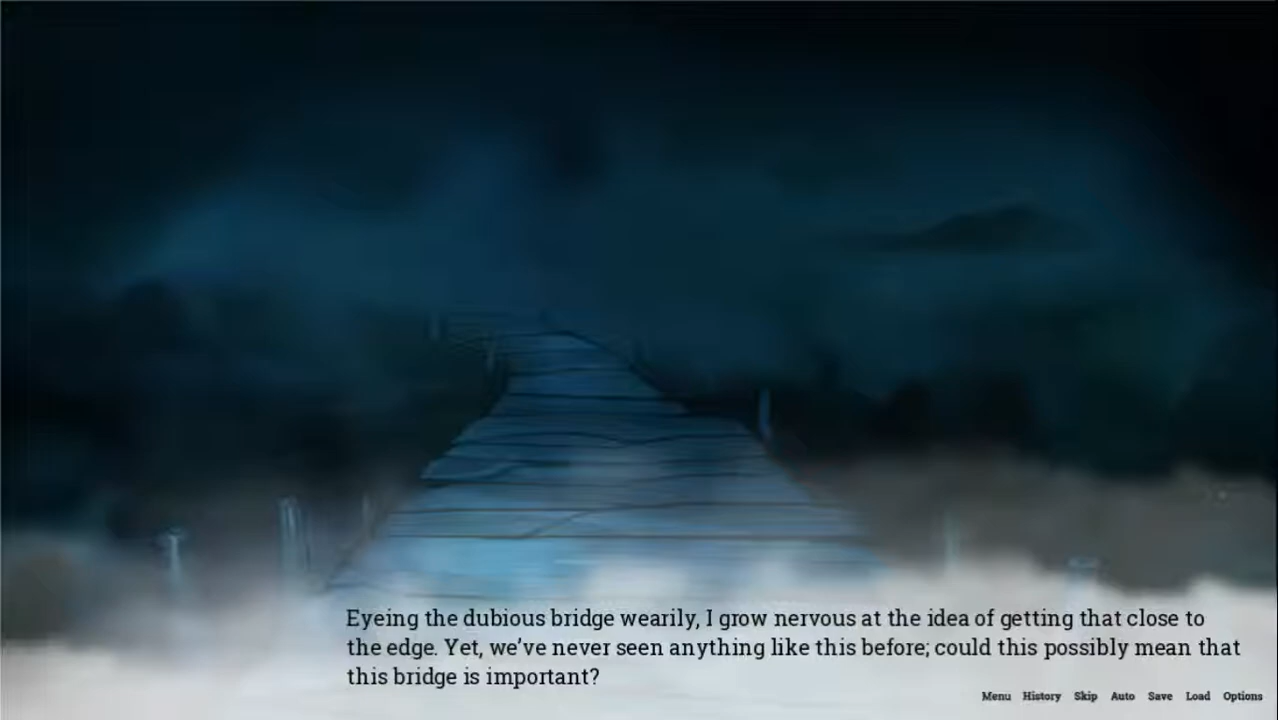 Eyeing the dubious bridge wearily, I grow nervous at the idea of getting that close to
the edge. Yet, we've never seen anything like this before; could this possibly mean that
this bridge is important?
Menu History Skip Auto Save Load Options